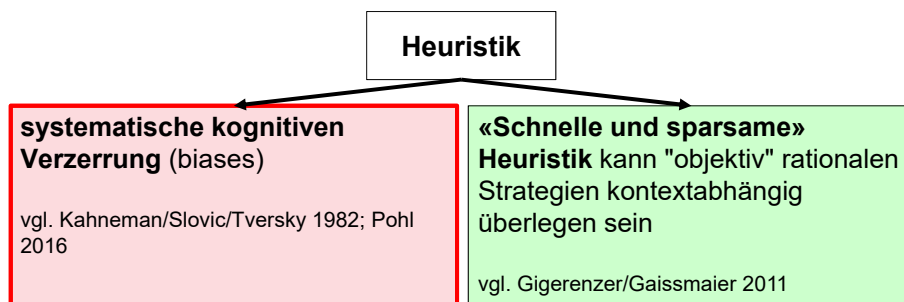 Heuristik
systematische kognitiven
Verzerrung (biases)
vgl. Kahneman/Slovic/Tversky 1982; Pohl
2016
«Schnelle und sparsame»
Heuristik kann "objektiv" rationalen
Strategien kontextabhängig
überlegen sein
vgl. Gigerenzer/Gaissmaier 2011